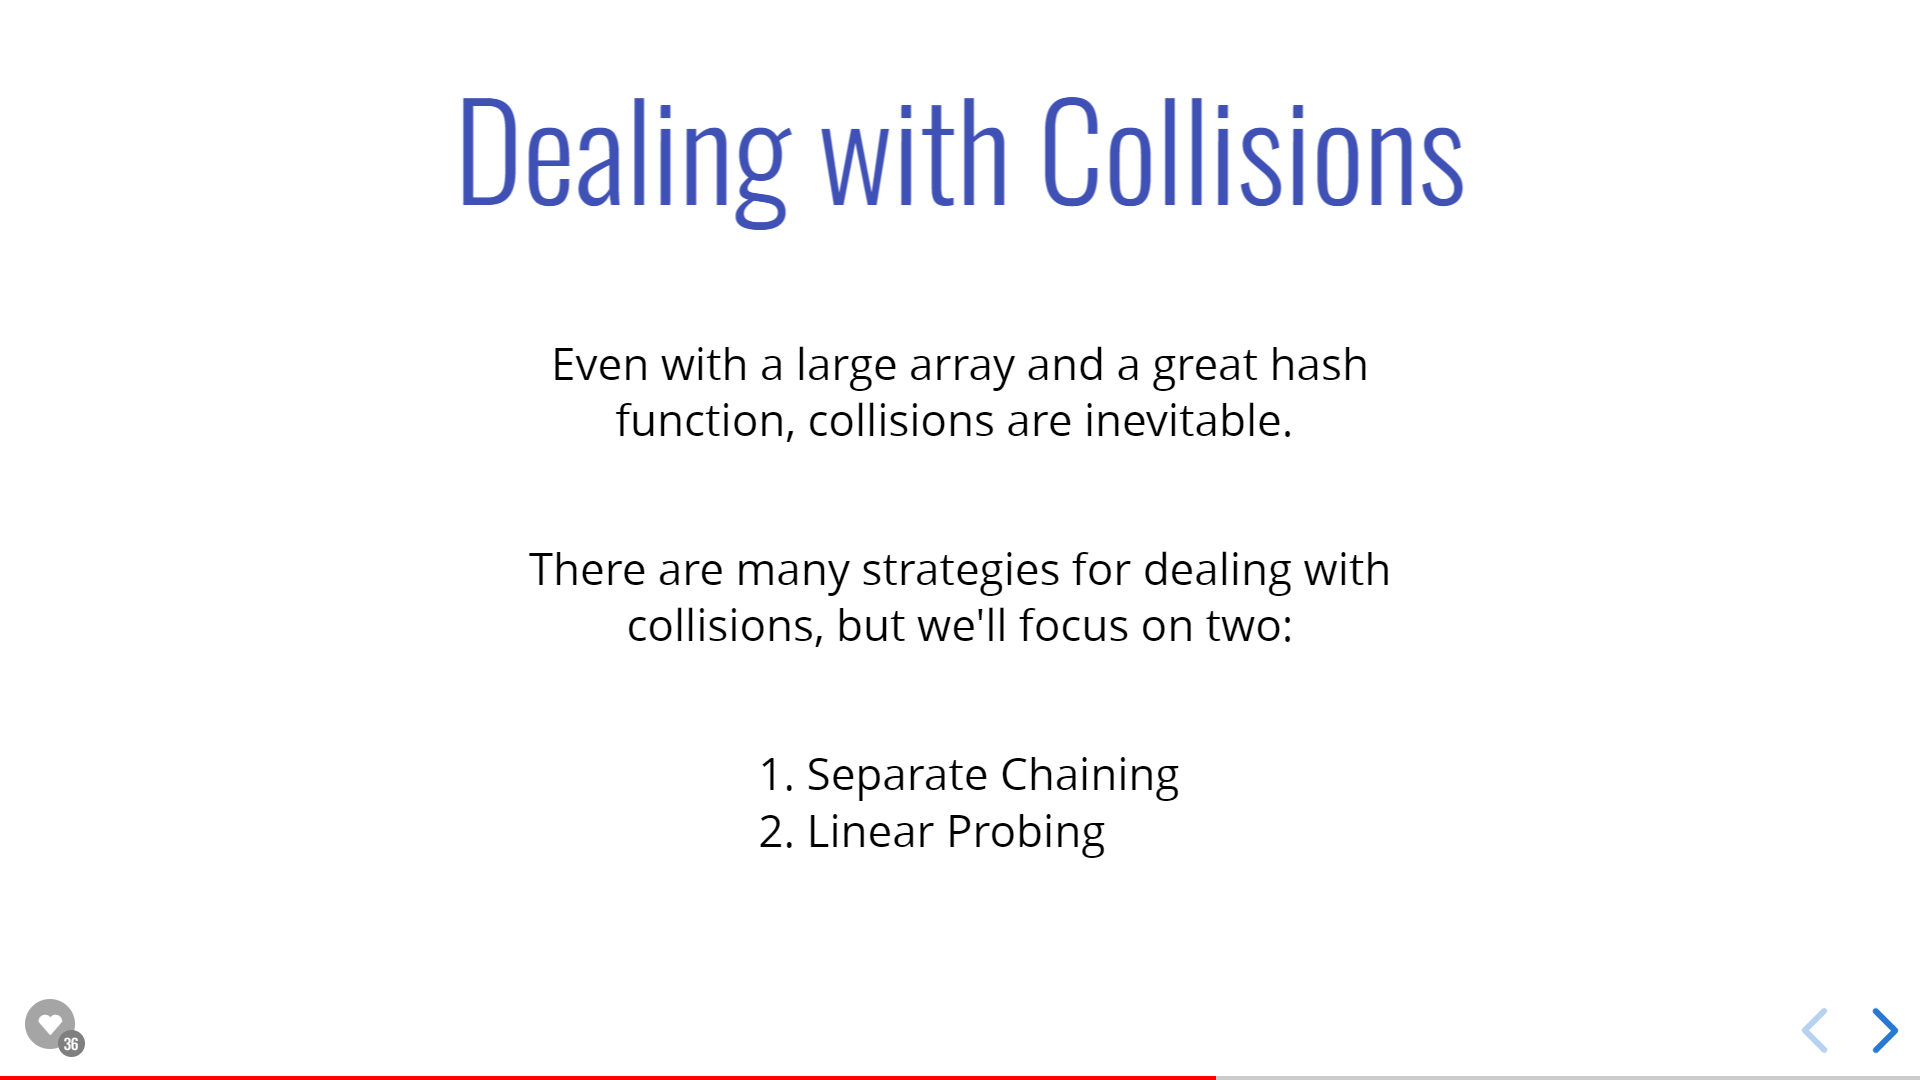 Dealing with Collisions
Even with a large array and a great hash
function, collisions are inevitable.
There are many strategies for dealing with
collisions, but we'll focus on two:
1. Separate Chaining
2. Linear Probing
36